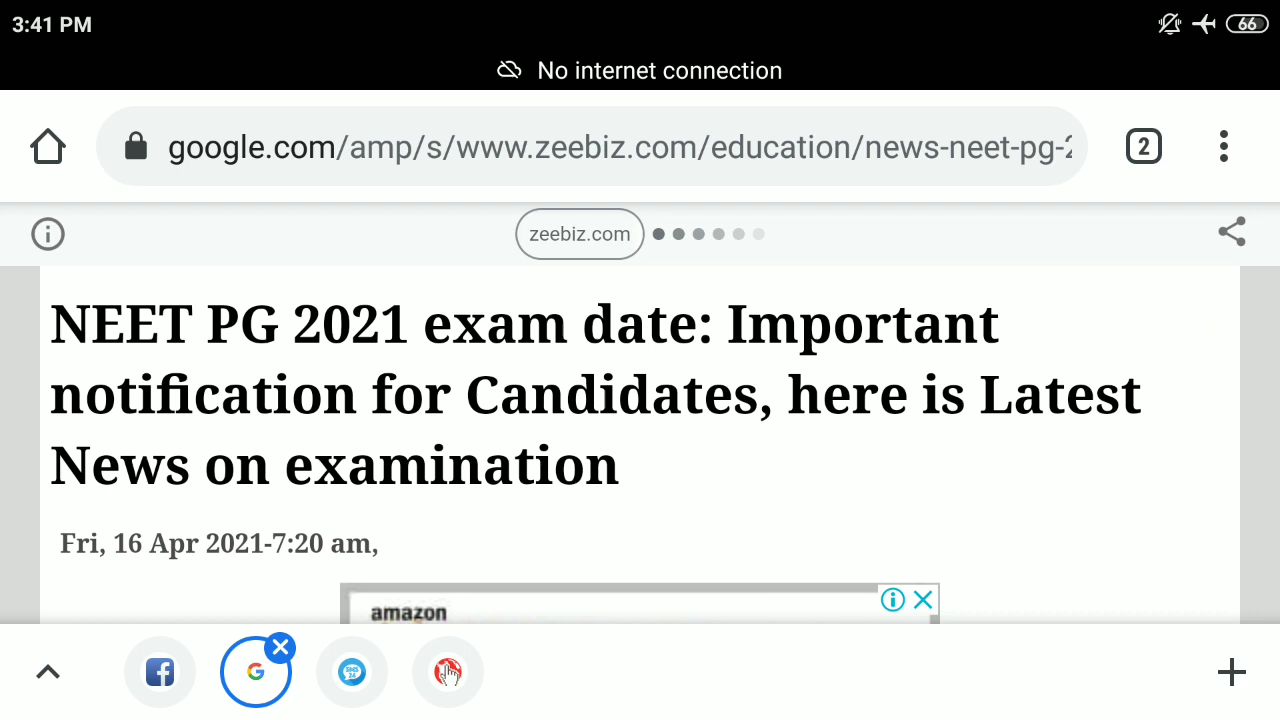 3:41 PM
66
No internet connection
google.com/amp/s/www.zeebiz.com/education/news-neet-pg-2
2
zeebiz.com
NEET PG 2021 exam date: Important
notification for Candidates, here is Latest
News on examination
Fri, 16 Apr 2021-7:20 am,
amazon